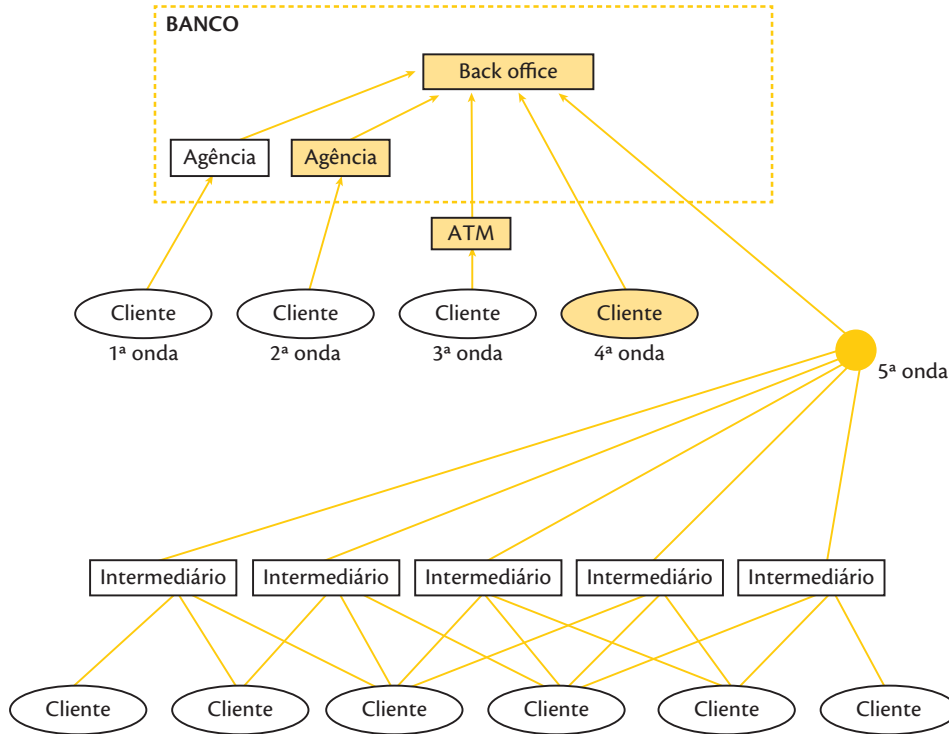 BANCO
Back office
Agência
Agência
ATM
Cliente
Cliente
Cliente
Cliente
1ª onda
2ª onda
3ª onda
4ª onda
5ª onda
Intermediário
Intermediário
Intermediário
Intermediário
Intermediário
Cliente
Cliente
Cliente
Cliente
Cliente
Cliente